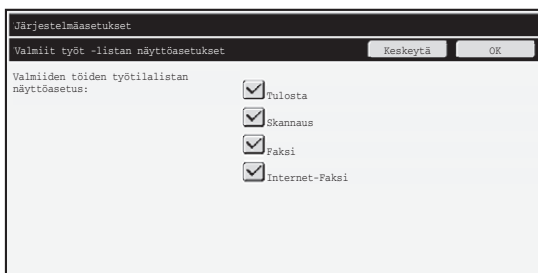 Järjestelmäasetukset
Valmiit työt -listan näyttöasetukset Keskeytä OK
Valmiiden töiden työtilalistan
näyttöasetus:
Tulosta
Skannaus
Faksi
Internet-Faksi